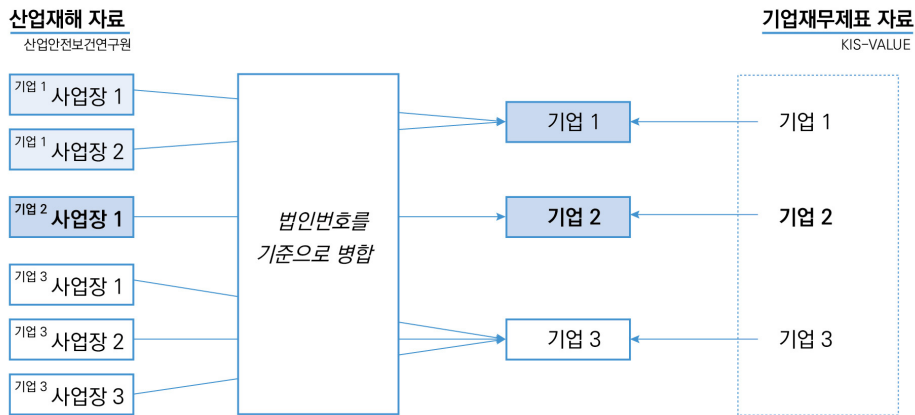 산업재해 자료
산업안전보건연구원
기업 1 사업장 1
기업 1 사업장 2
기업 2 사업장 1
기업 3 사업장 1
기업 3 사업장 2
기업 3 사업장 3
법인번호를
기준으로 병합
기업 1
기업 2
기업 3
기업재무제표 자료
KIS-VALUE
기업 1
기업 2
기업 3